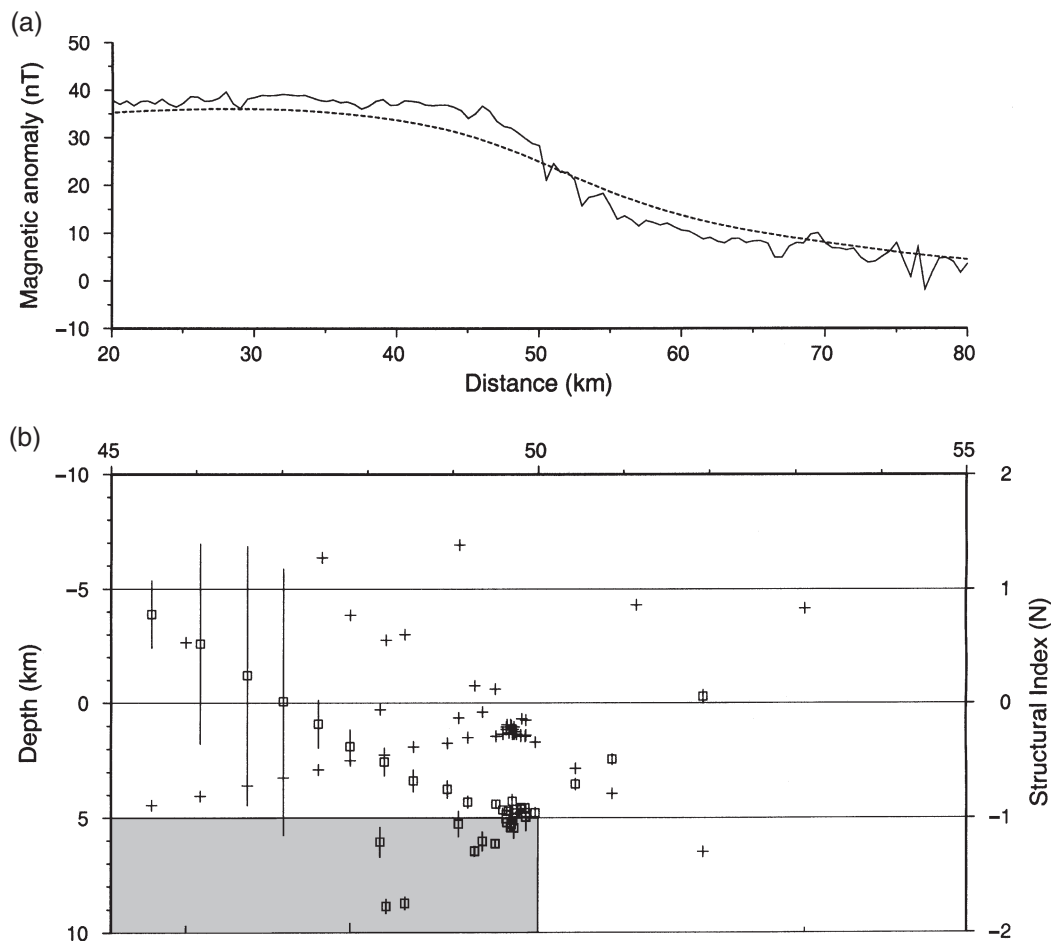 (a)
50
40
30
20
10
0
−10
Magnetic anomaly (nT)
20 30 40 50 60 70 80
Distance (km)
(b)
45 50 55
−10
−5
0
5
10
Depth (km)
2
1
0
−1
−2
Structural Index (N)